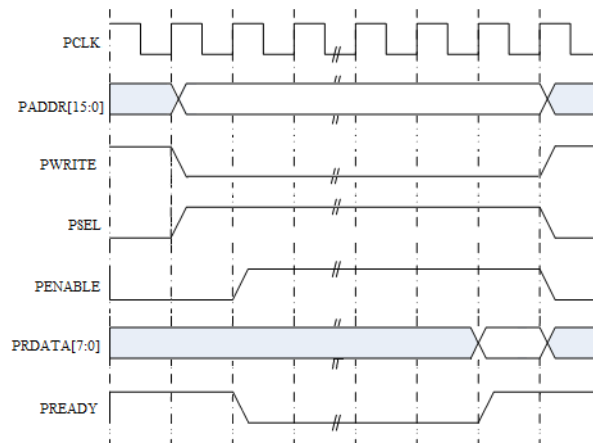 PCLK
PADDR[15:0]
PWRITE
PSEL
PENABLE
PRDATA[7:0]
PREADY